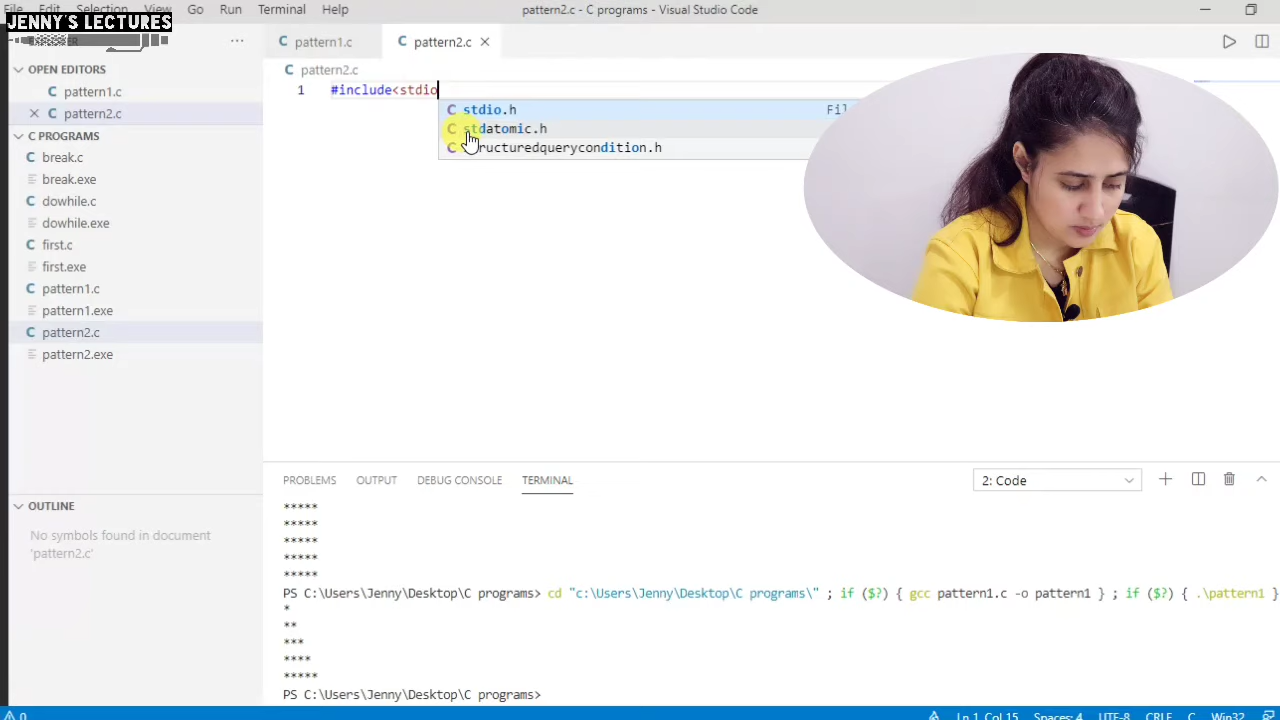 File Edit Selection View Go Run Terminal Help pattern2.c - C programs - Visual Studio Code
JENNY'S LECTURES
pattern1.c pattern2.c
OPEN EDITORS
pattern1.c
pattern2.c
C PROGRAMS
break.c
break.exe
dowhile.c
dowhile.exe
first.c
first.exe
pattern1.c
pattern1.exe
pattern2.c
pattern2.exe
OUTLINE
No symbols found in document
'pattern2.c'
pattern2.c
1 #include<stdio
stdio.h Fil
stdatomic.h
structuredquerycondition.h
PROBLEMS OUTPUT DEBUG CONSOLE TERMINAL 2: Code
*****
*****
*****
*****
*****
PS C:\Users\Jenny\Desktop\C programs> cd "c:\Users\Jenny\Desktop\C programs\" ; if ($?) { gcc pattern1.c -o pattern1 } ; if ($?) { .\pattern1 }
*
**
***
****
*****
PS C:\Users\Jenny\Desktop\C programs>
0 Ln 1, Col 15 Spaces: 4 UTF-8 CRLF C Win32